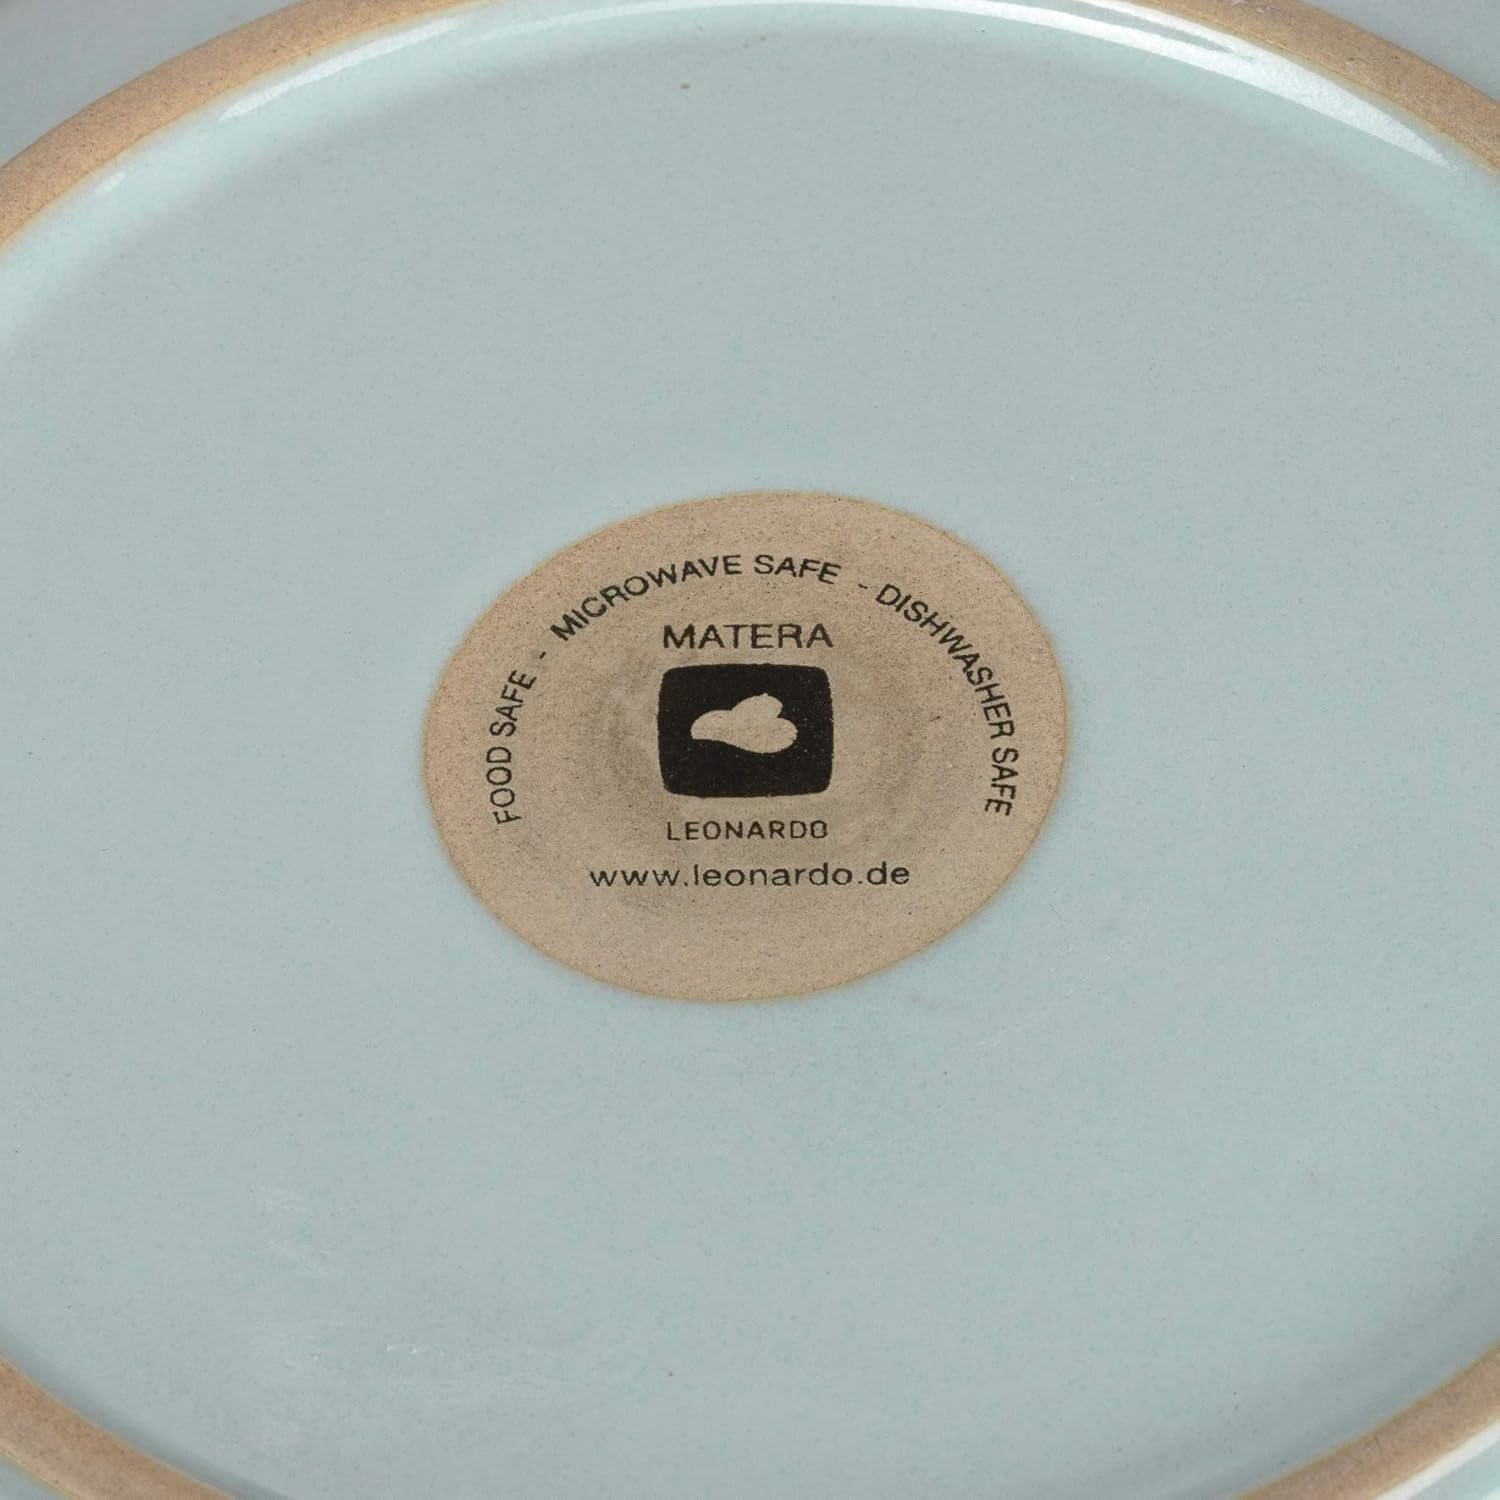 FOOD SAFE - MICROWAVE SAFE - DISHWASHER SAFE
MATERA
LEONARDO
www.leonardo.de